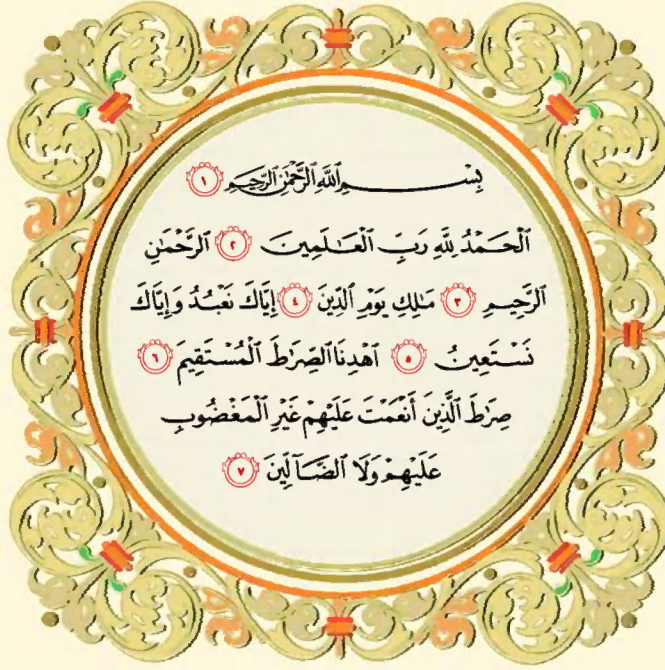 بِسْمِ ٱللَّهِ ٱلرَّحْمَٰنِ ٱلرَّحِيمِ ١
ٱلْحَمْدُ لِلَّهِ رَبِّ ٱلْعَٰلَمِينَ ٢ ٱلرَّحْمَٰنِ
ٱلرَّحِيمِ ٣ مَٰلِكِ يَوْمِ ٱلدِّينِ ٤ إِيَّاكَ نَعْبُدُ وَإِيَّاكَ
نَسْتَعِينُ ٥ ٱهْدِنَا ٱلصِّرَٰطَ ٱلْمُسْتَقِيمَ ٦
صِرَٰطَ ٱلَّذِينَ أَنْعَمْتَ عَلَيْهِمْ غَيْرِ ٱلْمَغْضُوبِ
عَلَيْهِمْ وَلَا ٱلضَّآلِّينَ ٧